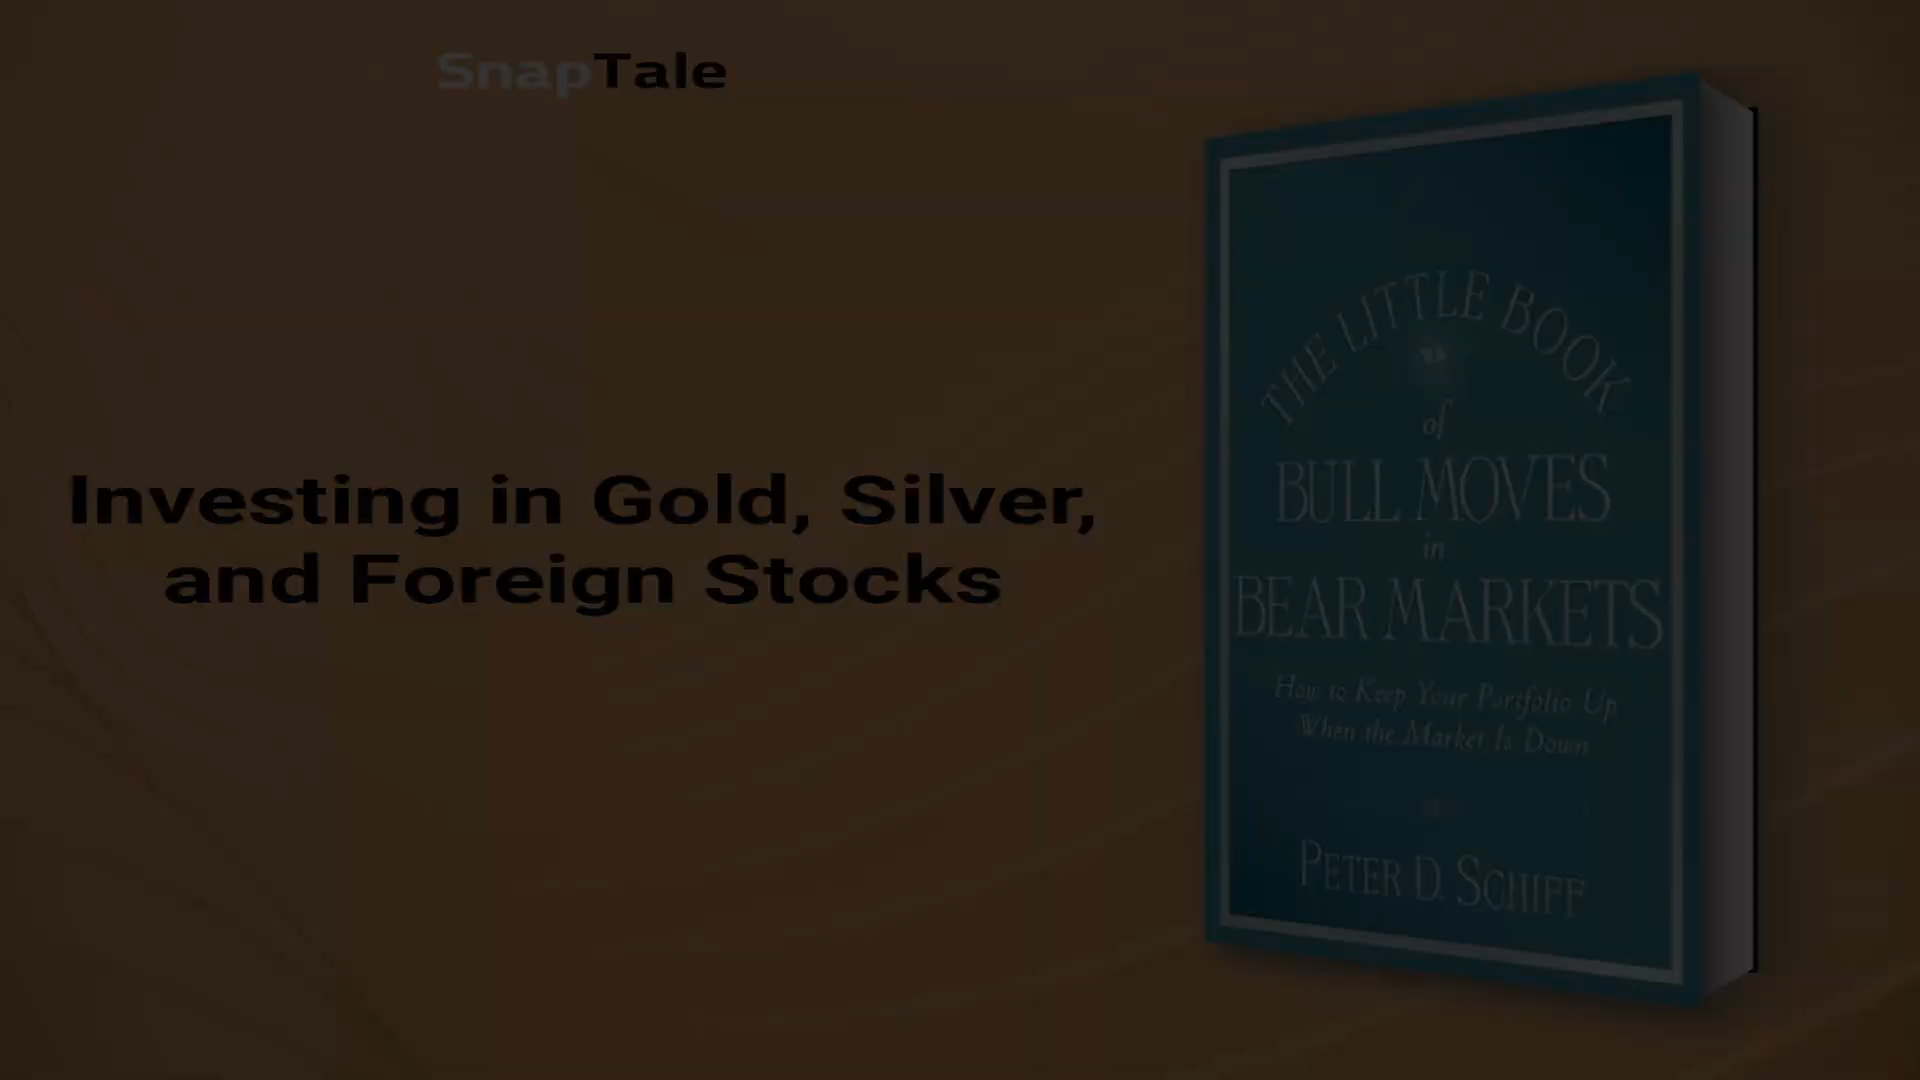 SnapTale
Investing in Gold, Silver,
and Foreign Stocks
THE LITTLE BOOK
of
BULL MOVES
in
BEAR MARKETS
How to Keep Your Portfolio Up
When the Market Is Down
PETER D. SCHIFF